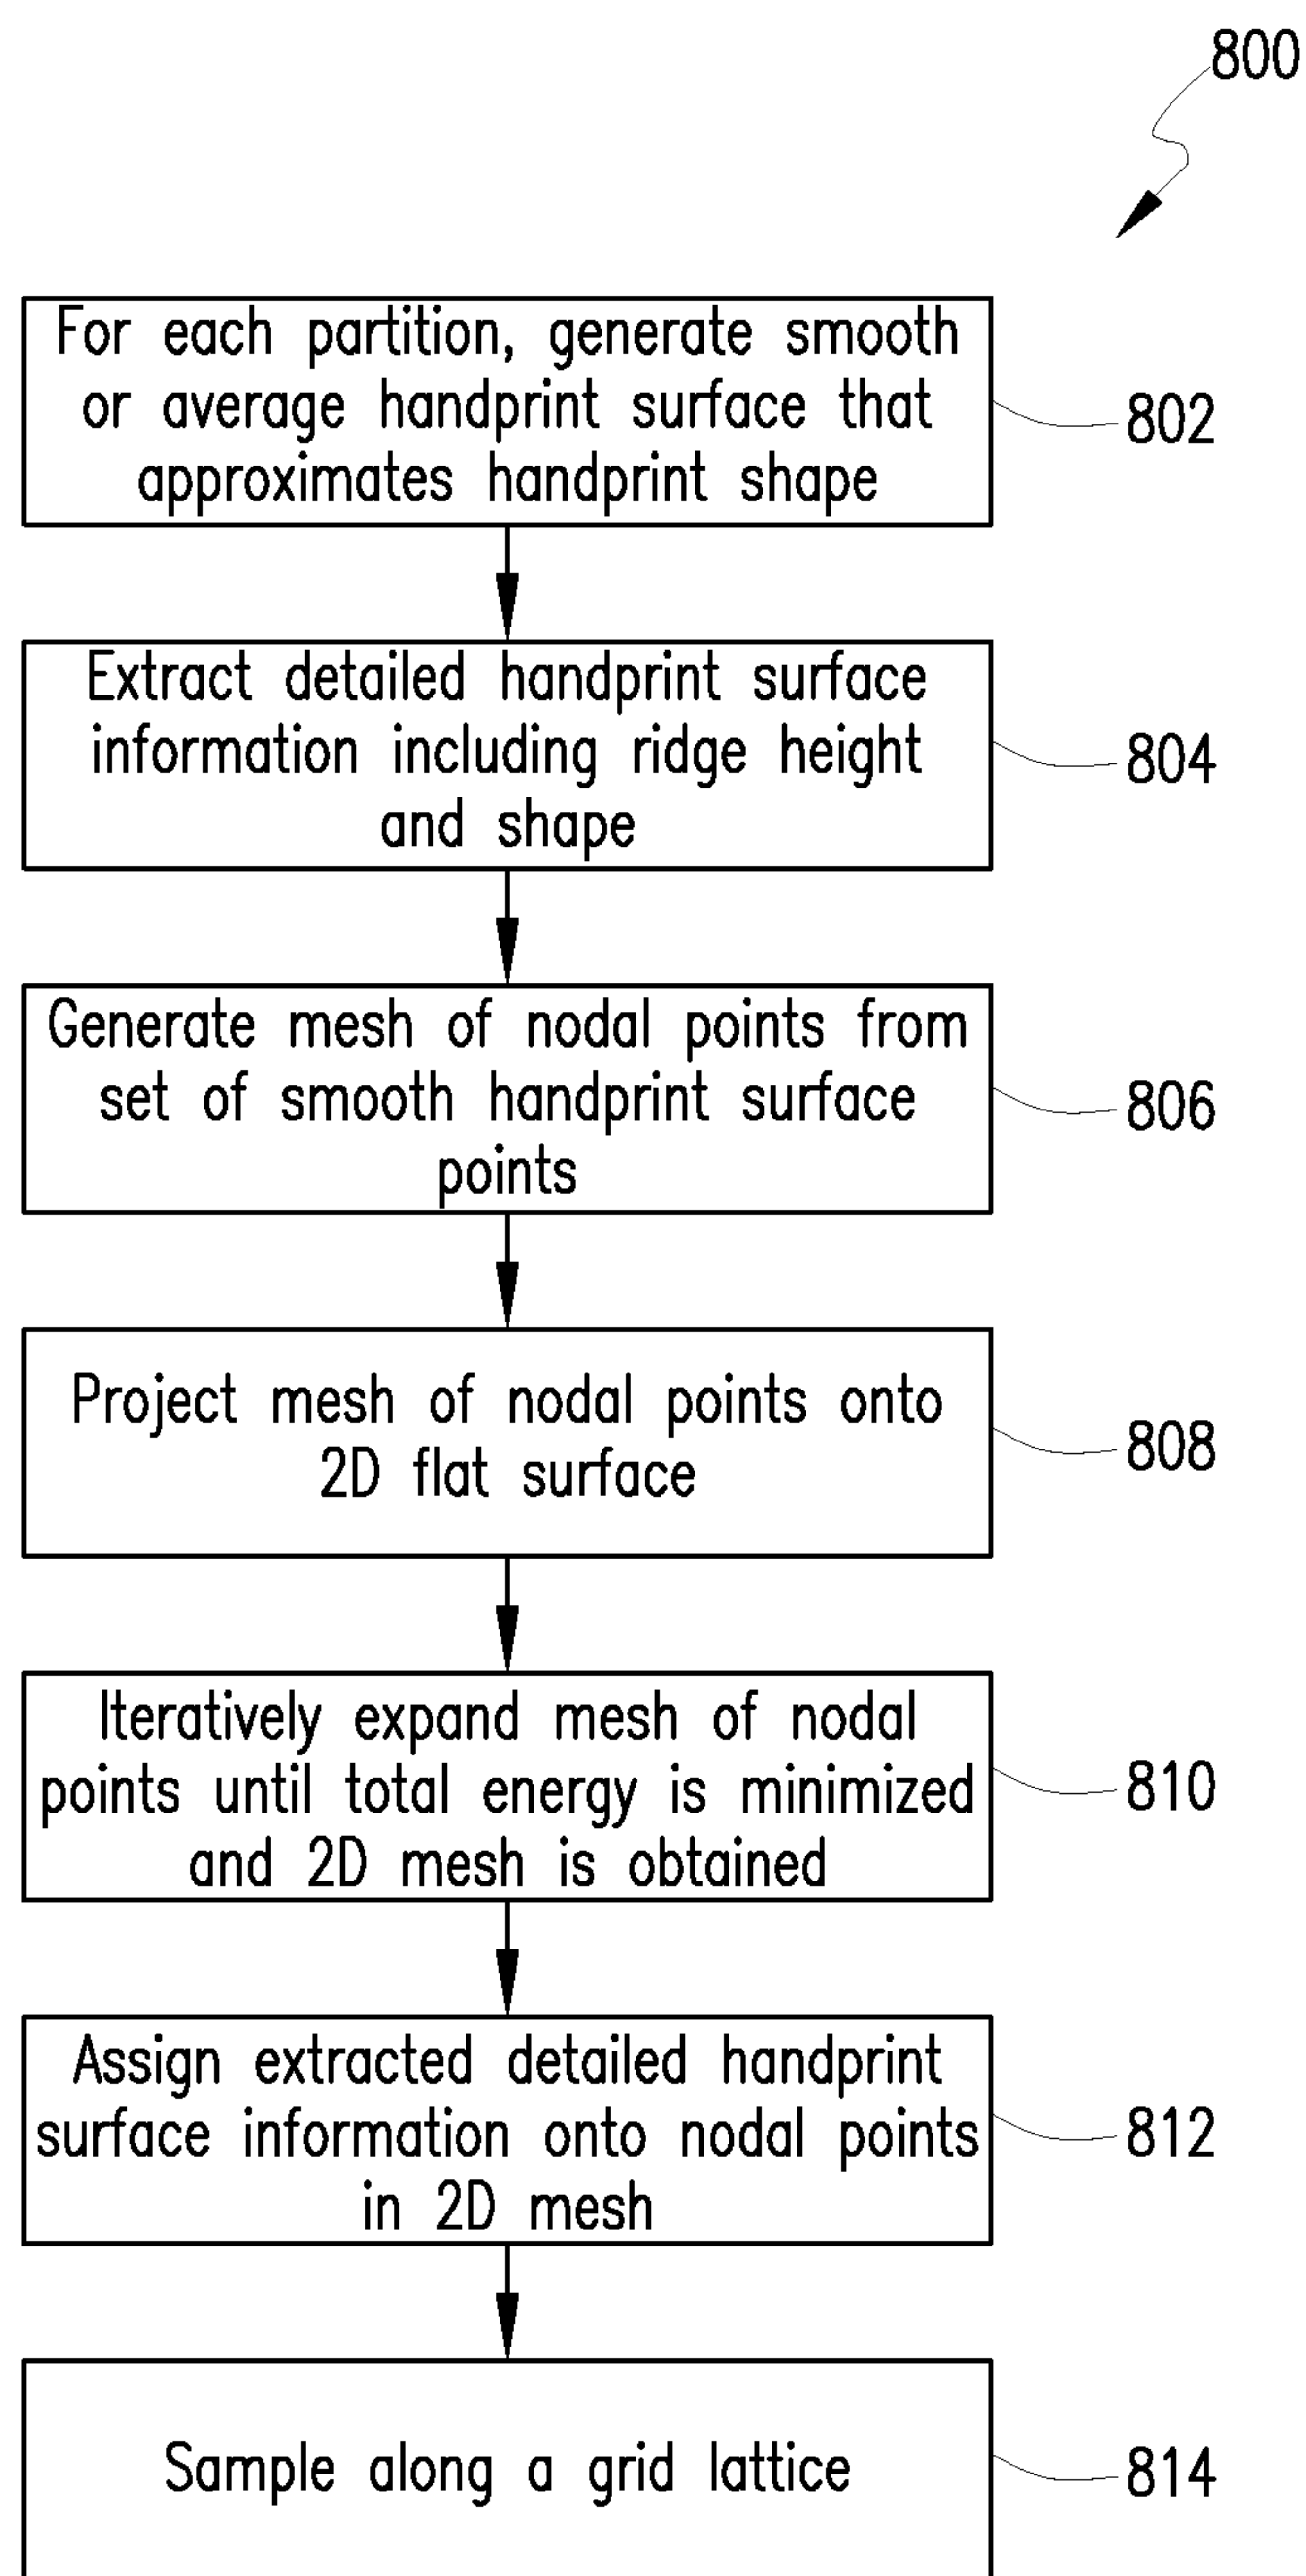 800
For each partition, generate smooth
or average handprint surface that
approximates handprint shape
802
Extract detailed handprint surface
information including ridge height
and shape
804
Generate mesh of nodal points from
set of smooth handprint surface
points
806
Project mesh of nodal points onto
2D flat surface
808
Iteratively expand mesh of nodal
points until total energy is minimized
and 2D mesh is obtained
810
Assign extracted detailed handprint
surface information onto nodal points
in 2D mesh
812
Sample along a grid lattice
814